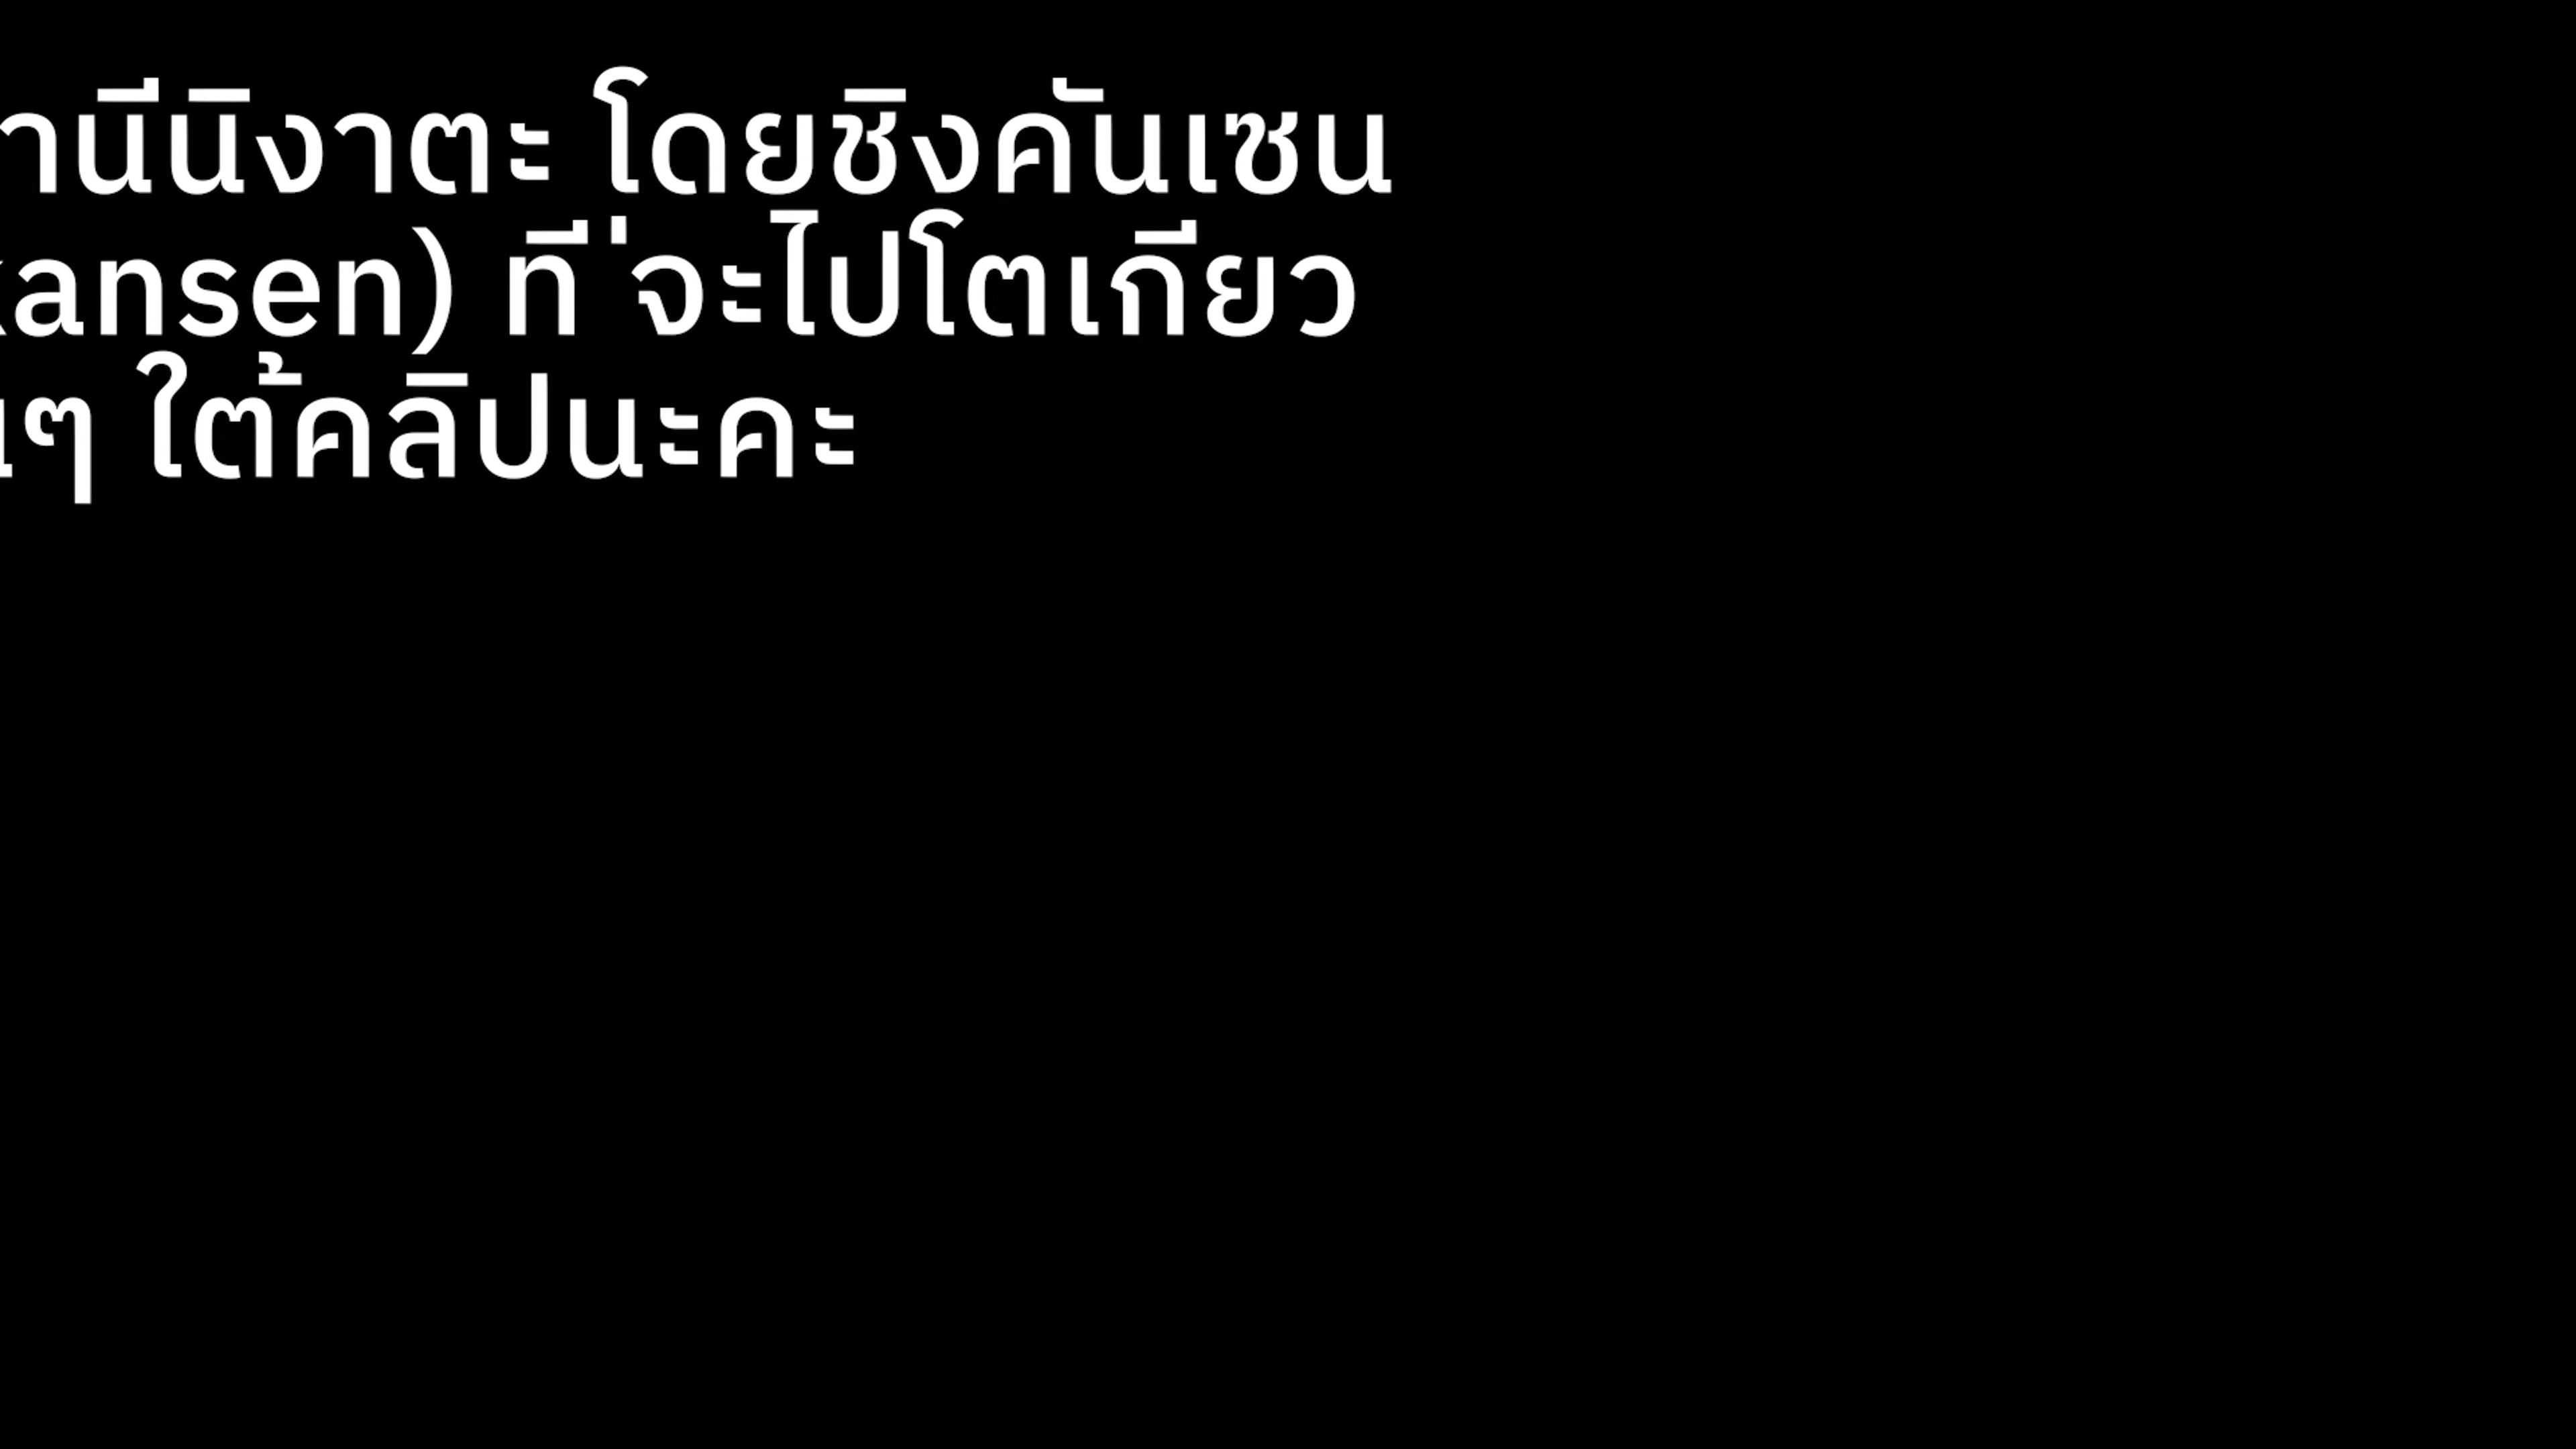 านีนิงาตะ โดยชิงคันเซน
kansen) ที่จะไปโตเกียว
ๆ ใต้คลิปนะคะ